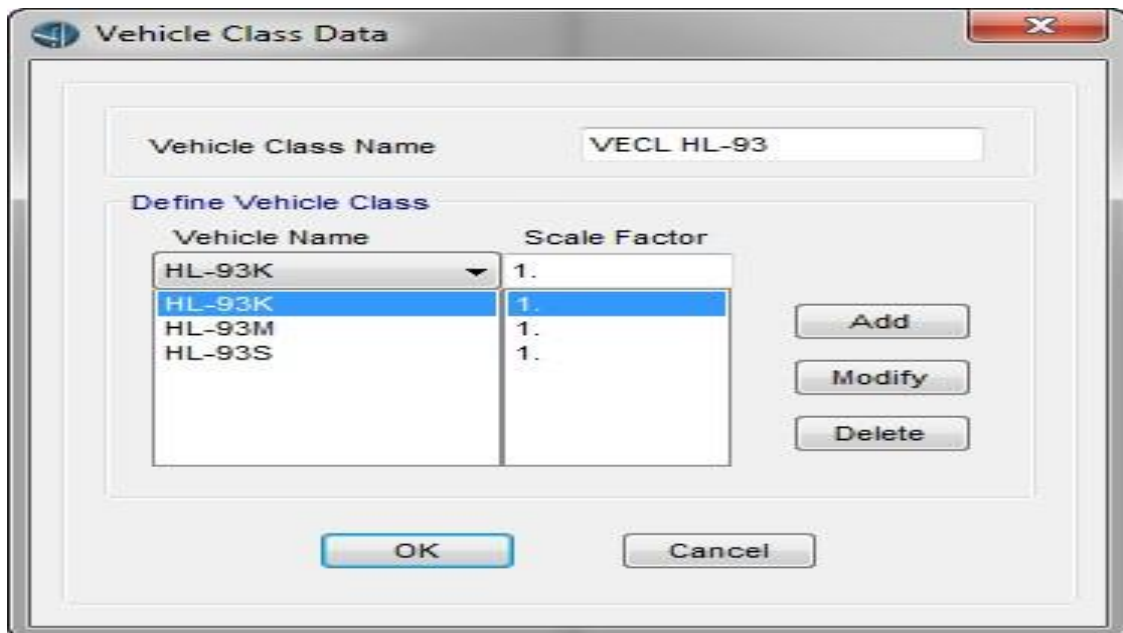 Vehicle Class Data
Vehicle Class Name VECL HL-93
Define Vehicle Class
Vehicle Name Scale Factor
HL-93K 1.
HL-93K 1.
HL-93M 1.
HL-93S 1.
Add
Modify
Delete
OK Cancel